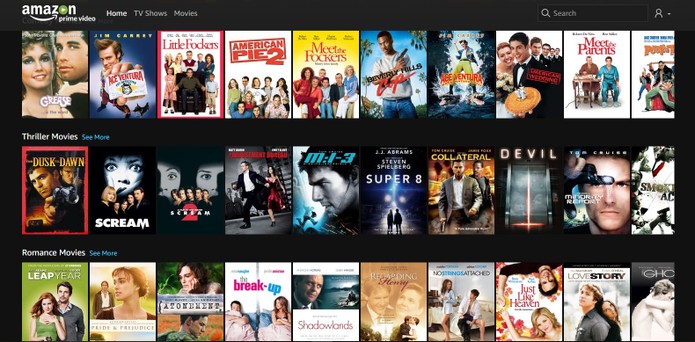 amazon
prime video
Home
TV Shows
Movies
Search
GREASE
JIM CARREY
ACE VENTURA
Little Fockers
AMERICAN PIE 2
Meet the Fockers
BEVERLY HILLS
ACE VENTURA
AMERICAN WEDDING
Meet the Parents
Thriller Movies See More
DUSK DAWN
SCREAM
SCREAM 2
M:i:3
J.J. ABRAMS
STEVEN SPIELBERG
SUPER 8
TOM CRUISE JAMIE FOXX
COLLATERAL
DEVIL
TOM CRUISE
MINORITY REPORT
Romance Movies See More
LEAP YEAR
PRIDE & PREJUDICE
ATONEMENT
the break-up
Shadowlands
REGARDING Henry
NO STRINGS ATTACHED
Just Like Heaven
LOVE STORY
GHO